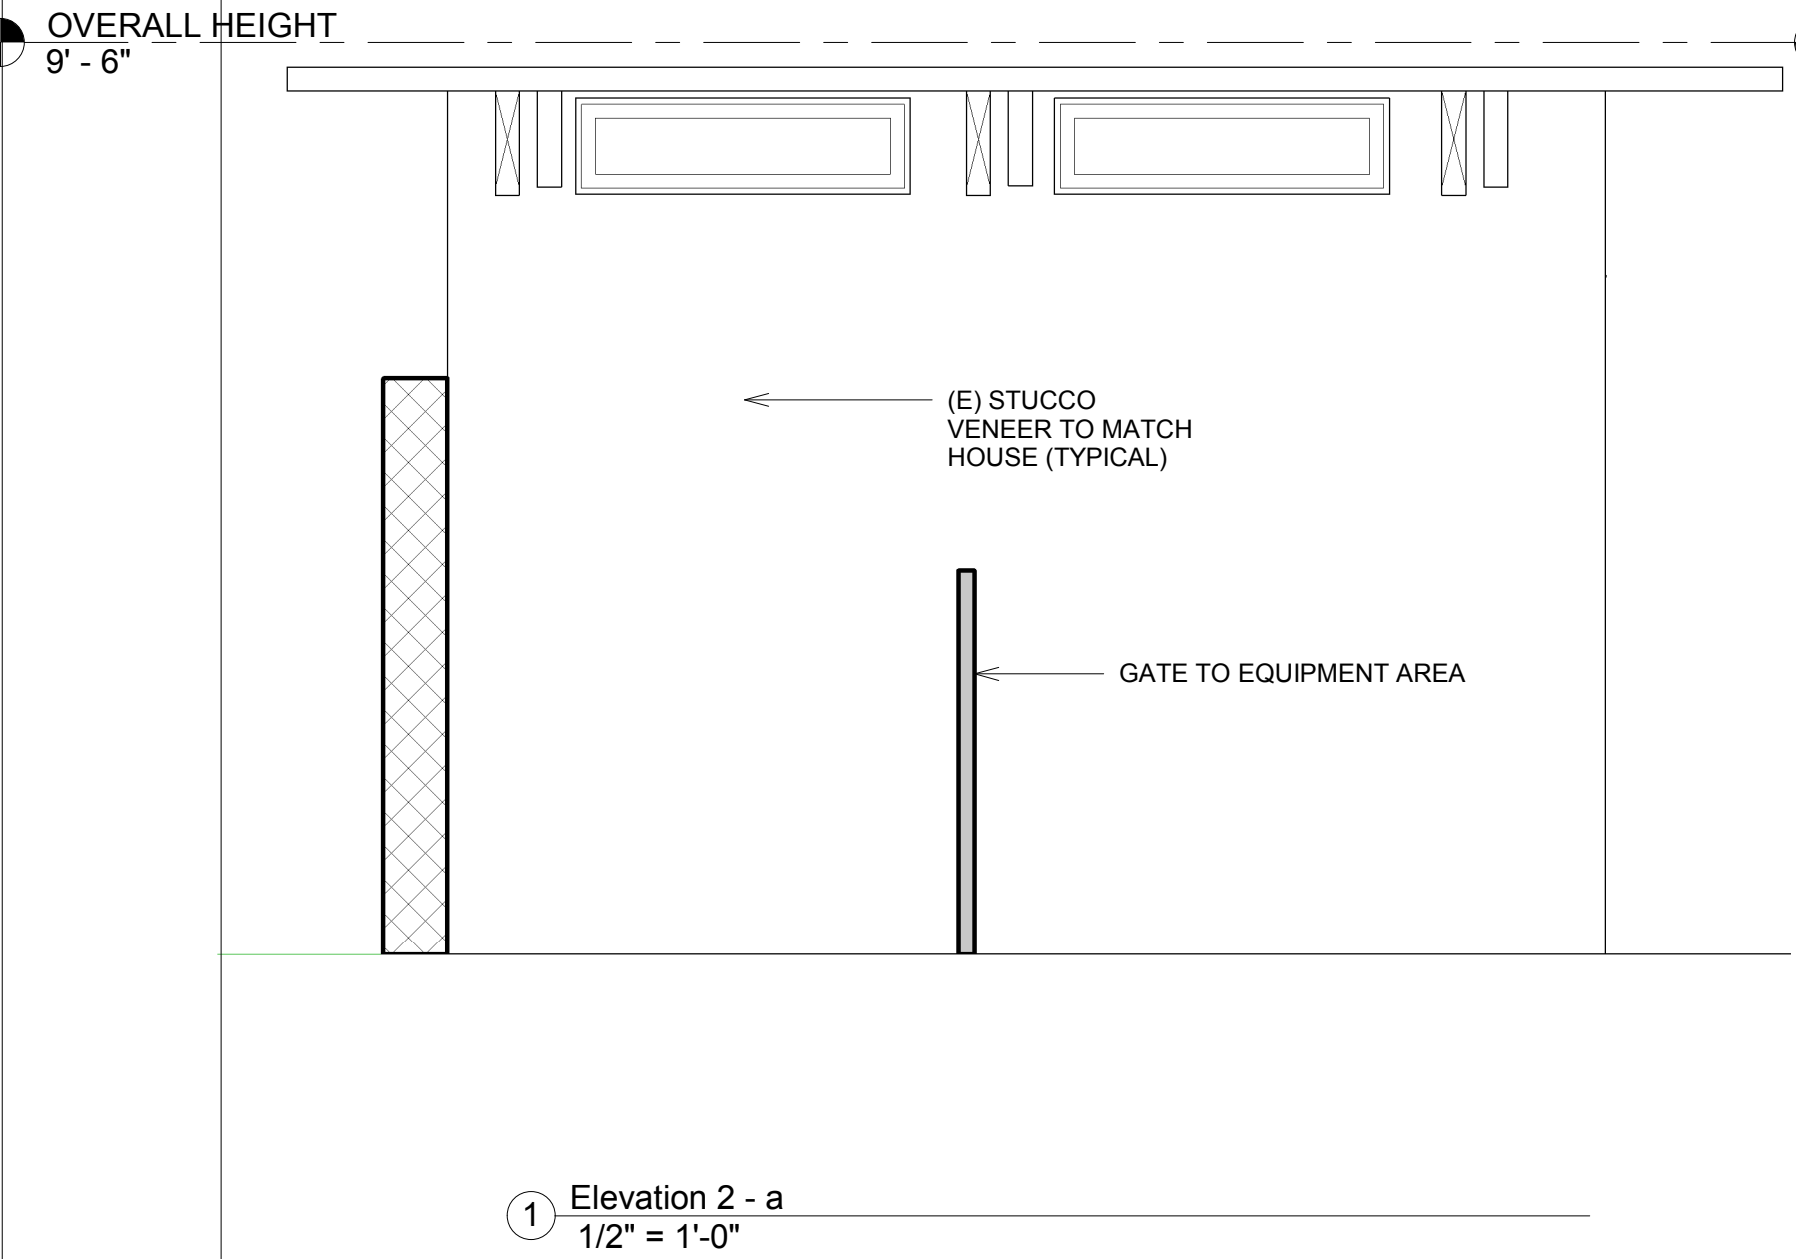 OVERALL HEIGHT
9' - 6"
(E) STUCCO
VENEER TO MATCH
HOUSE (TYPICAL)
GATE TO EQUIPMENT AREA
1
Elevation 2 - a
1/2" = 1'-0"